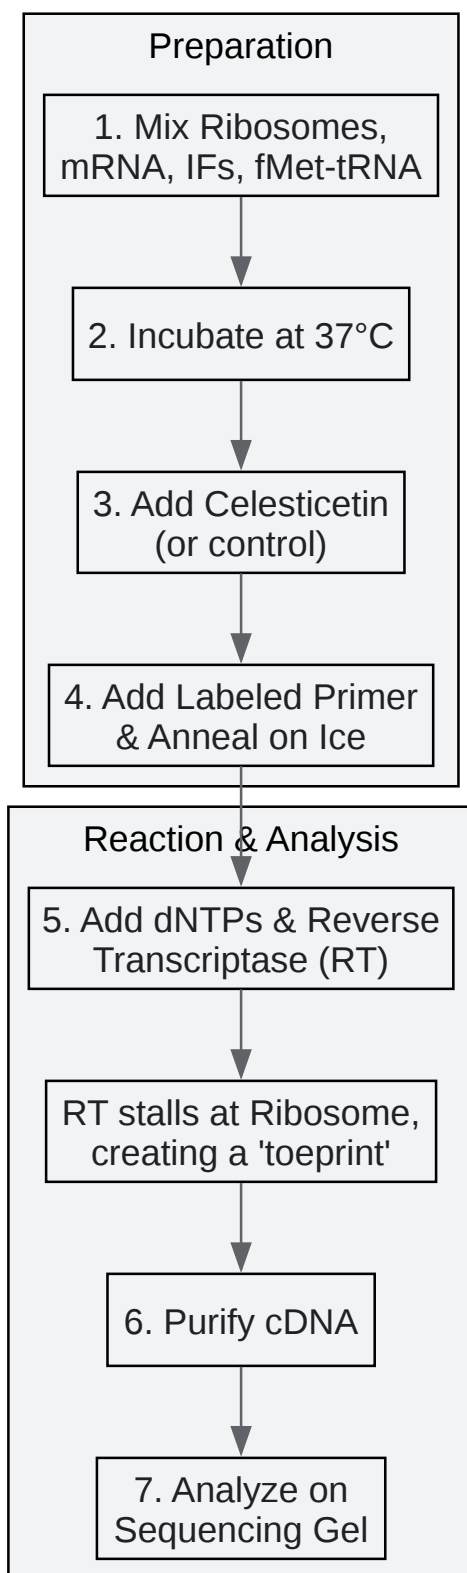 Preparation
1. Mix Ribosomes,
mRNA, IFs, fMet-tRNA
2. Incubate at 37°C
3. Add Celesticetin
(or control)
4. Add Labeled Primer
& Anneal on Ice
Reaction & Analysis
5. Add dNTPs & Reverse
Transcriptase (RT)
RT stalls at Ribosome,
creating a 'toeprint'
6. Purify cDNA
7. Analyze on
Sequencing Gel